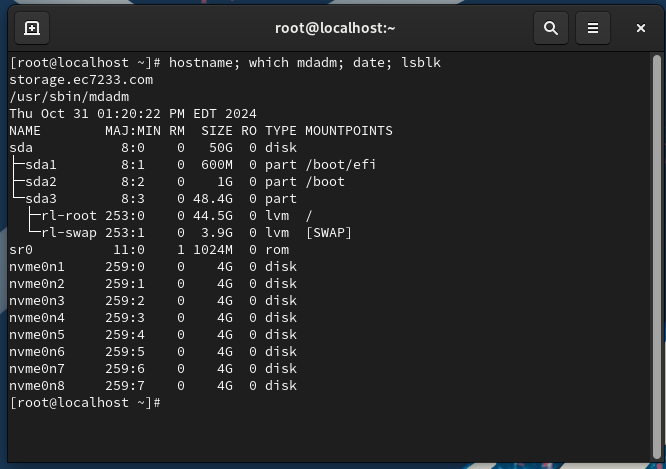 root@localhost:~
[root@localhost ~]# hostname; which mdadm; date; lsblk
storage.ec7233.com
/usr/sbin/mdadm
Thu Oct 31 01:20:22 PM EDT 2024
NAME        MAJ:MIN RM  SIZE RO TYPE MOUNTPOINTS
sda           8:0    0   50G  0 disk
├─sda1        8:1    0  600M  0 part /boot/efi
├─sda2        8:2    0    1G  0 part /boot
└─sda3        8:3    0 48.4G  0 part
  ├─rl-root 253:0    0 44.5G  0 lvm  /
  └─rl-swap 253:1    0  3.9G  0 lvm  [SWAP]
sr0          11:0    1 1024M  0 rom
nvme0n1     259:0    0    4G  0 disk
nvme0n2     259:1    0    4G  0 disk
nvme0n3     259:2    0    4G  0 disk
nvme0n4     259:3    0    4G  0 disk
nvme0n5     259:4    0    4G  0 disk
nvme0n6     259:5    0    4G  0 disk
nvme0n7     259:6    0    4G  0 disk
nvme0n8     259:7    0    4G  0 disk
[root@localhost ~]#